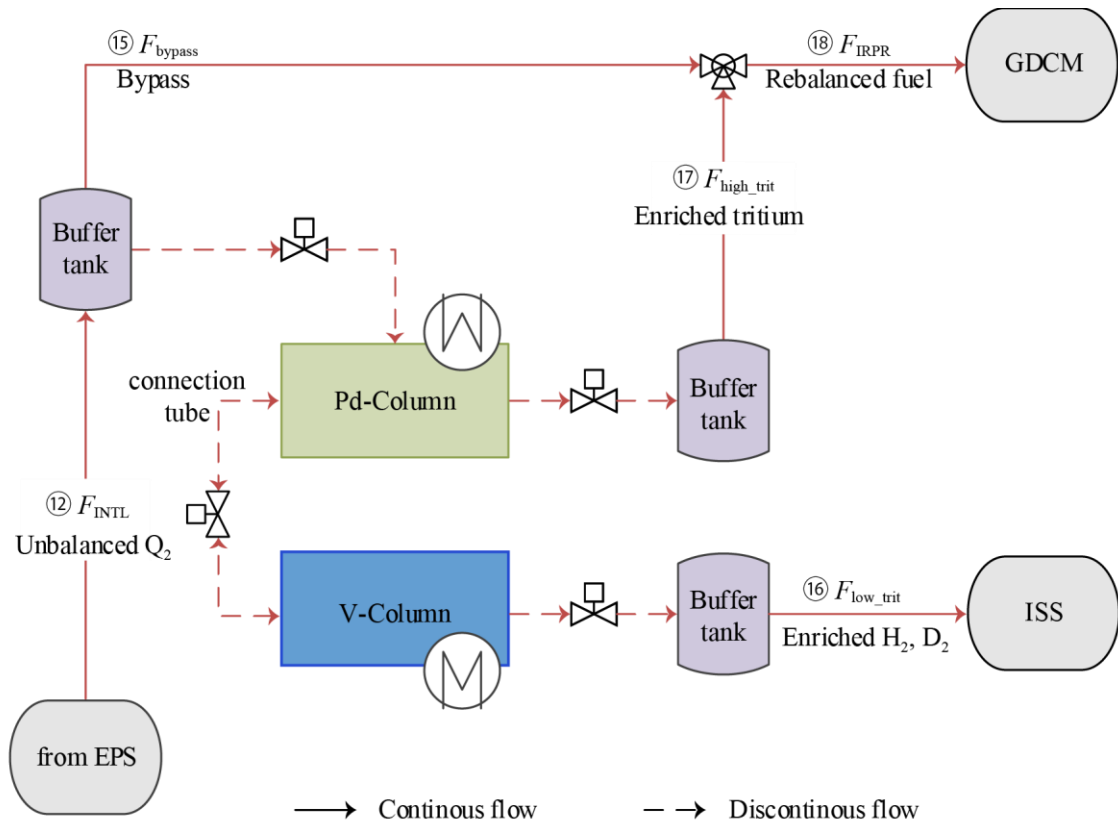 ⑮ F_bypass
Bypass
⑱ F_IRPR
Rebalanced fuel
GDCM
⑰ F_high_trit
Enriched tritium
Buffer
tank
connection
tube
Pd-Column
Buffer
tank
⑫ F_INTL
Unbalanced Q₂
V-Column
Buffer
tank
⑯ F_low_trit
Enriched H₂, D₂
ISS
from EPS
Continous flow
Discontinous flow